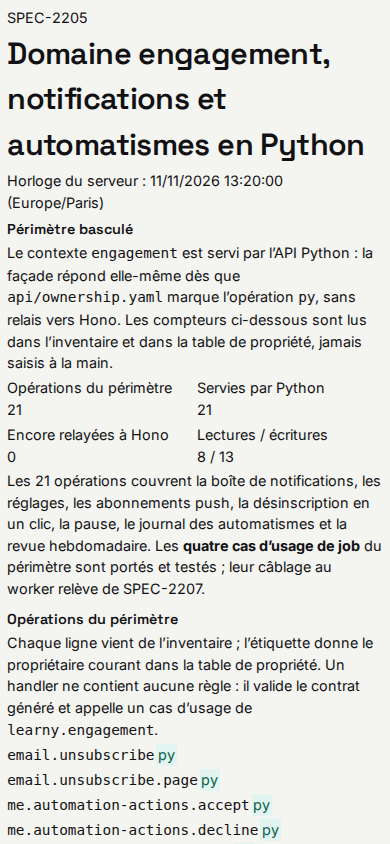 SPEC-2205
Domaine engagement,
notifications et
automatismes en Python
Horloge du serveur : 11/11/2026 13:20:00
(Europe/Paris)
Périmètre basculé
Le contexte engagement est servi par l’API Python : la
façade répond elle-même dès que
api/ownership.yaml marque l’opération py, sans
relais vers Hono. Les compteurs ci-dessous sont lus
dans l’inventaire et dans la table de propriété, jamais
saisis à la main.
Opérations du périmètre Servies par Python
21 21
Encore relayées à Hono Lectures / écritures
0 8 / 13
Les 21 opérations couvrent la boîte de notifications, les
réglages, les abonnements push, la désinscription en
un clic, la pause, le journal des automatismes et la
revue hebdomadaire. Les quatre cas d’usage de job du
périmètre sont portés et testés ; leur câblage au
worker relève de SPEC-2207.
Opérations du périmètre
Chaque ligne vient de l’inventaire ; l’étiquette donne le
propriétaire courant dans la table de propriété. Un
handler ne contient aucune règle : il valide le contrat
généré et appelle un cas d’usage de
learny.engagement.
email.unsubscribe py
email.unsubscribe.page py
me.automation-actions.accept py
me.automation-actions.decline py